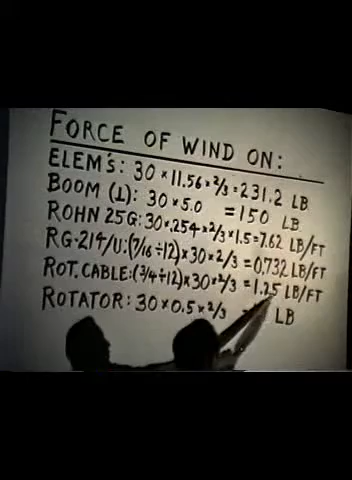 FORCE OF WIND ON:
ELEM'S: 30 × 11.56 × 2/3 = 231.2 LB
BOOM (⊥): 30 × 5.0 = 150 LB
ROHN 25G: 30 × .254 × 2/3 × 1.5 = 7.62 LB/FT
RG-214/U: (7/16 ÷ 12) × 30 × 2/3 = 0.732 LB/FT
ROT. CABLE: (3/4 ÷ 12) × 30 × 2/3 = 1.25 LB/FT
ROTATOR: 30 × 0.5 × 2/3 = LB